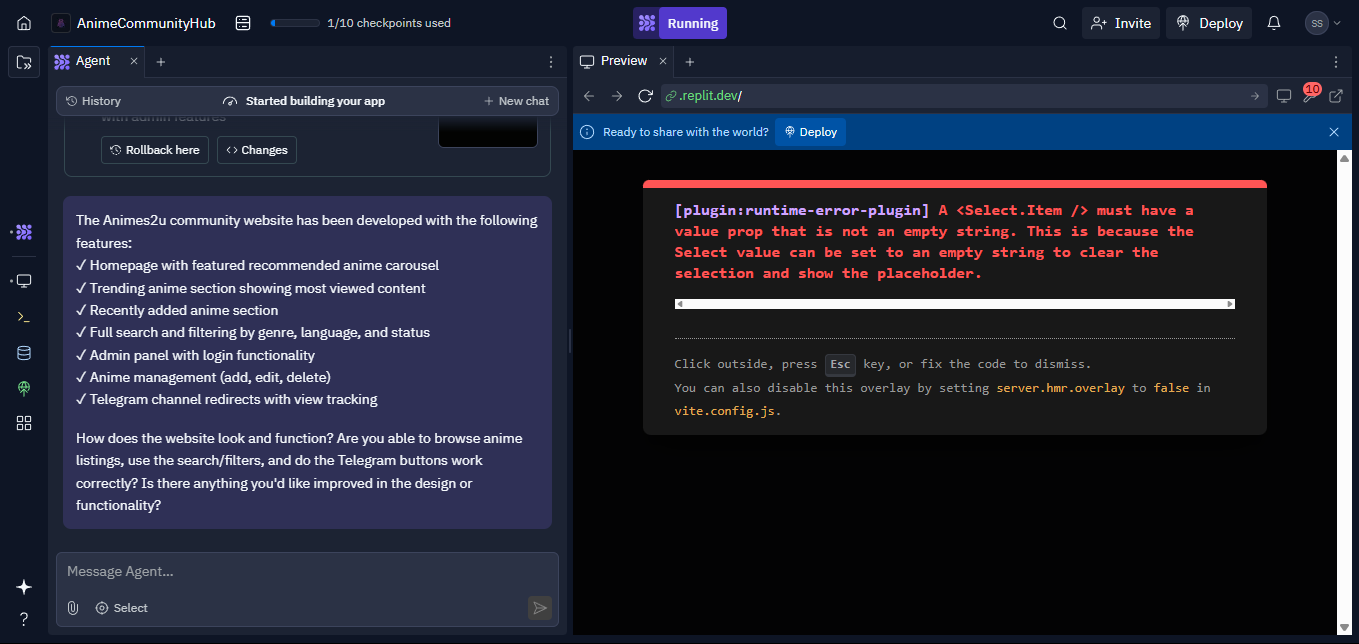 AnimeCommunityHub
1/10 checkpoints used
Running
Invite
Deploy
SS
Agent
History
Started building your app
New chat
with admin features
Rollback here
Changes
The Animes2u community website has been developed with the following
features:
✓ Homepage with featured recommended anime carousel
✓ Trending anime section showing most viewed content
✓ Recently added anime section
✓ Full search and filtering by genre, language, and status
✓ Admin panel with login functionality
✓ Anime management (add, edit, delete)
✓ Telegram channel redirects with view tracking
How does the website look and function? Are you able to browse anime
listings, use the search/filters, and do the Telegram buttons work
correctly? Is there anything you'd like improved in the design or
functionality?
Message Agent...
Select
Preview
.replit.dev/
10
Ready to share with the world?
Deploy
[plugin:runtime-error-plugin] A <Select.Item /> must have a
value prop that is not an empty string. This is because the
Select value can be set to an empty string to clear the
selection and show the placeholder.
Click outside, press Esc key, or fix the code to dismiss.
You can also disable this overlay by setting server.hmr.overlay to false in
vite.config.js.